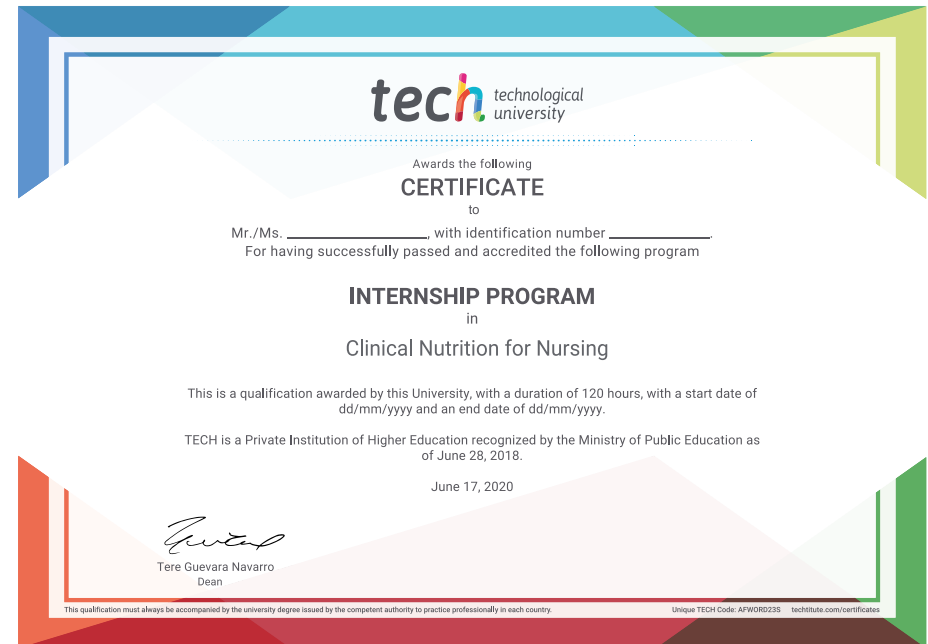 tech technological
university
Awards the following
CERTIFICATE
to
Mr./Ms. ____________________, with identification number ______________.
For having successfully passed and accredited the following program
INTERNSHIP PROGRAM
in
Clinical Nutrition for Nursing
This is a qualification awarded by this University, with a duration of 120 hours, with a start date of
dd/mm/yyyy and an end date of dd/mm/yyyy.
TECH is a Private Institution of Higher Education recognized by the Ministry of Public Education as
of June 28, 2018.
June 17, 2020
Tere Guevara Navarro
Dean
This qualification must always be accompanied by the university degree issued by the competent authority to practice professionally in each country. Unique TECH Code: AFWORD23S techtitute.com/certificates